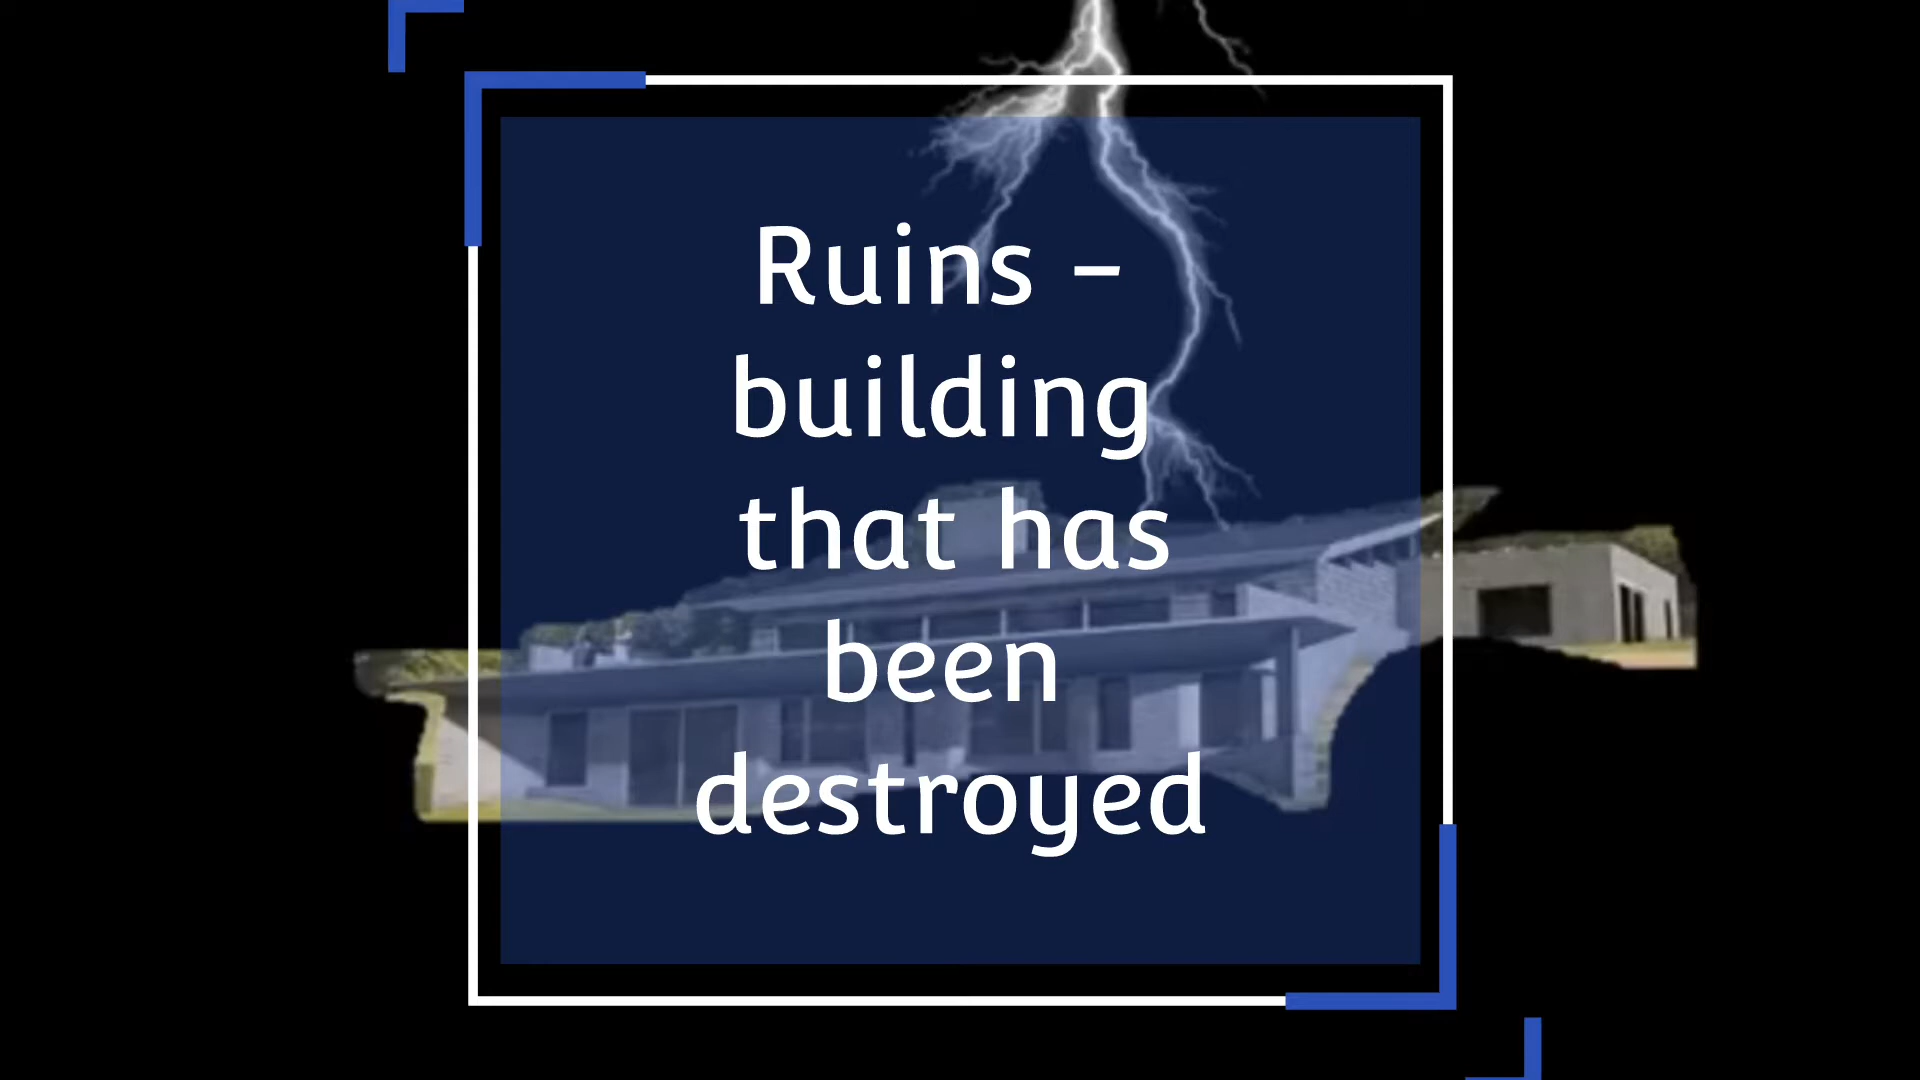 Ruins –
building
that has
been
destroyed